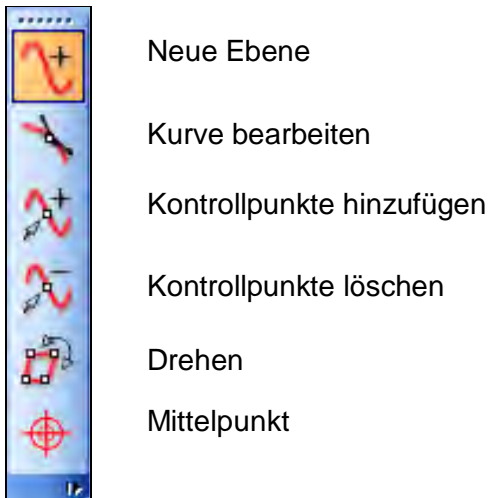 Neue Ebene
Kurve bearbeiten
Kontrollpunkte hinzufügen
Kontrollpunkte löschen
Drehen
Mittelpunkt